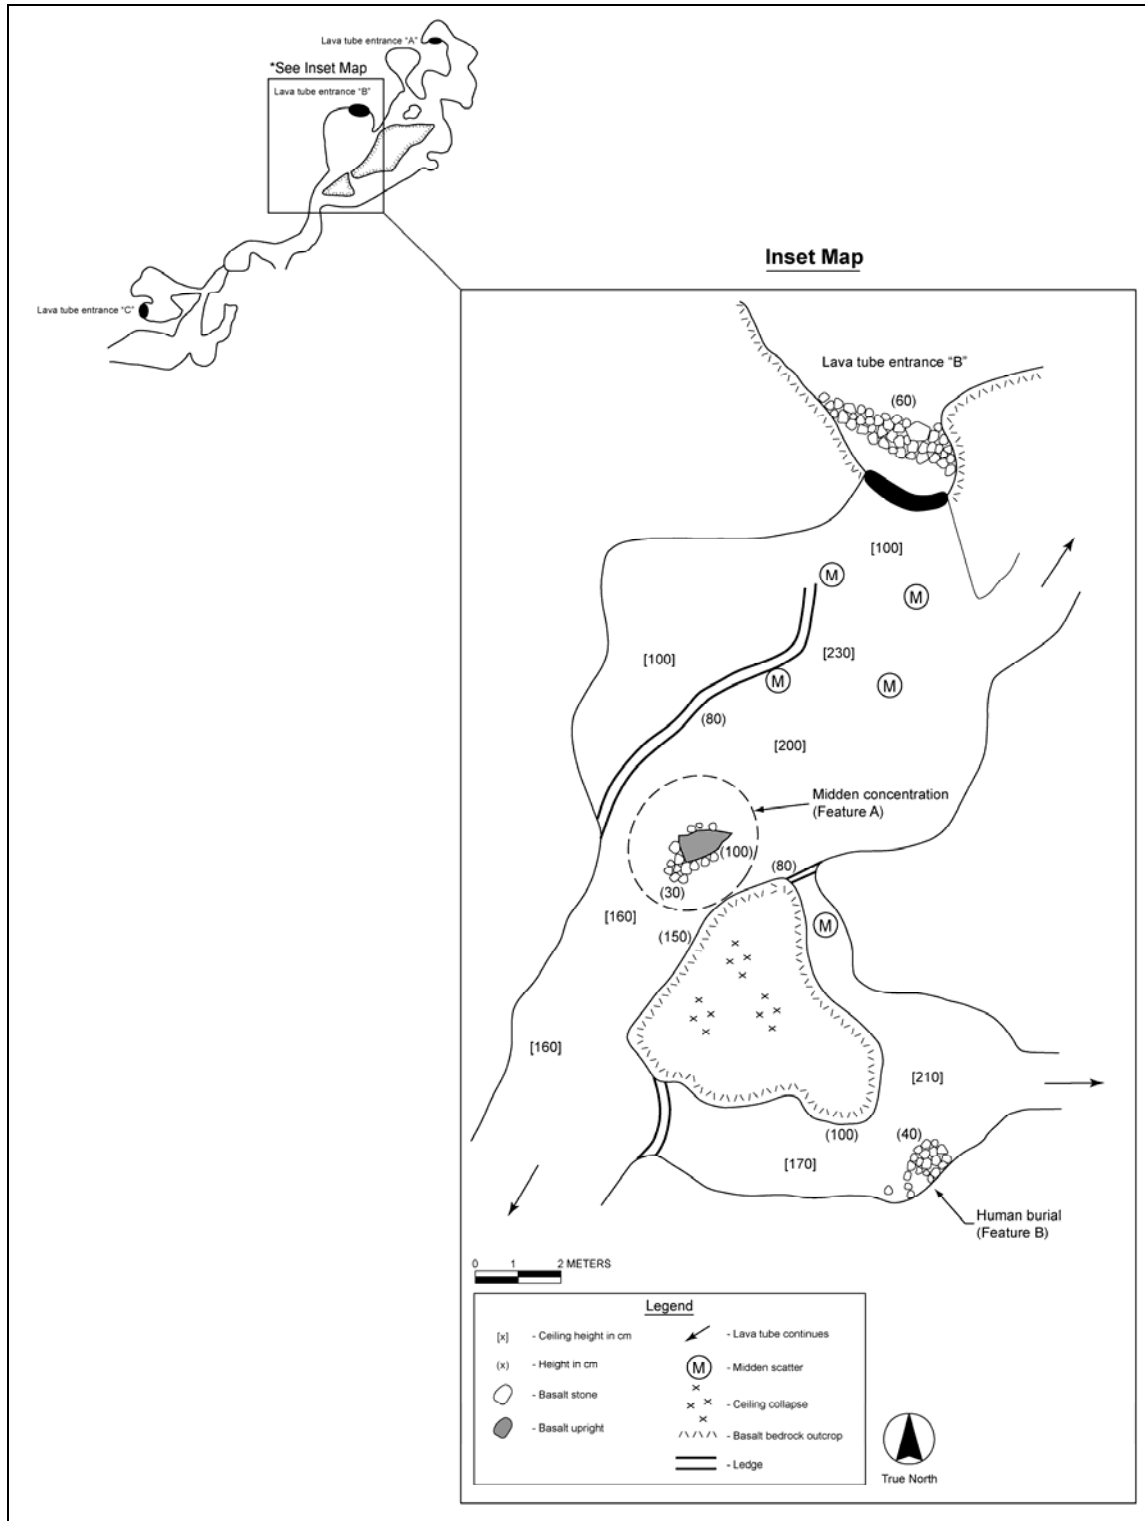 Lava tube entrance "A"
*See Inset Map
Lava tube entrance "B"
Lava tube entrance "C"
Inset Map
Lava tube entrance "B"
(60)
[100]
M
M
[230]
[100]
M
M
(80)
[200]
Midden concentration
(Feature A)
(100)
(80)
(30)
[160]
M
(150)
[160]
[210]
(100)
(40)
[170]
Human burial
(Feature B)
0 1 2 METERS
Legend
[x] - Ceiling height in cm
(x) - Height in cm
- Basalt stone
- Basalt upright
- Lava tube continues
M - Midden scatter
- Ceiling collapse
- Basalt bedrock outcrop
- Ledge
True North